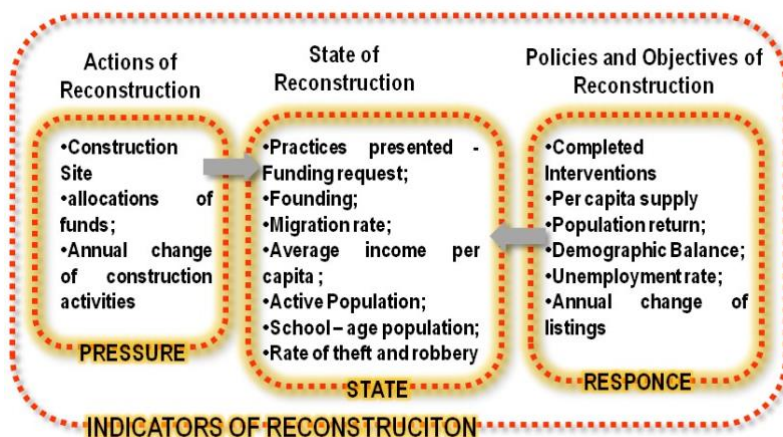 Actions of
Reconstruction
•Construction
Site
•allocations of
funds;
•Annual change
of construction
activities
PRESSURE
State of
Reconstruction
•Practices presented -
Funding request;
•Founding;
•Migration rate;
•Average income per
capita ;
•Active Population;
•School – age population;
•Rate of theft and robbery
STATE
Policies and Objectives of
Reconstruction
•Completed
Interventions
•Per capita supply
•Population return;
•Demographic Balance;
•Unemployment rate;
•Annual change of
listings
RESPONCE
INDICATORS OF RECONSTRUCITON